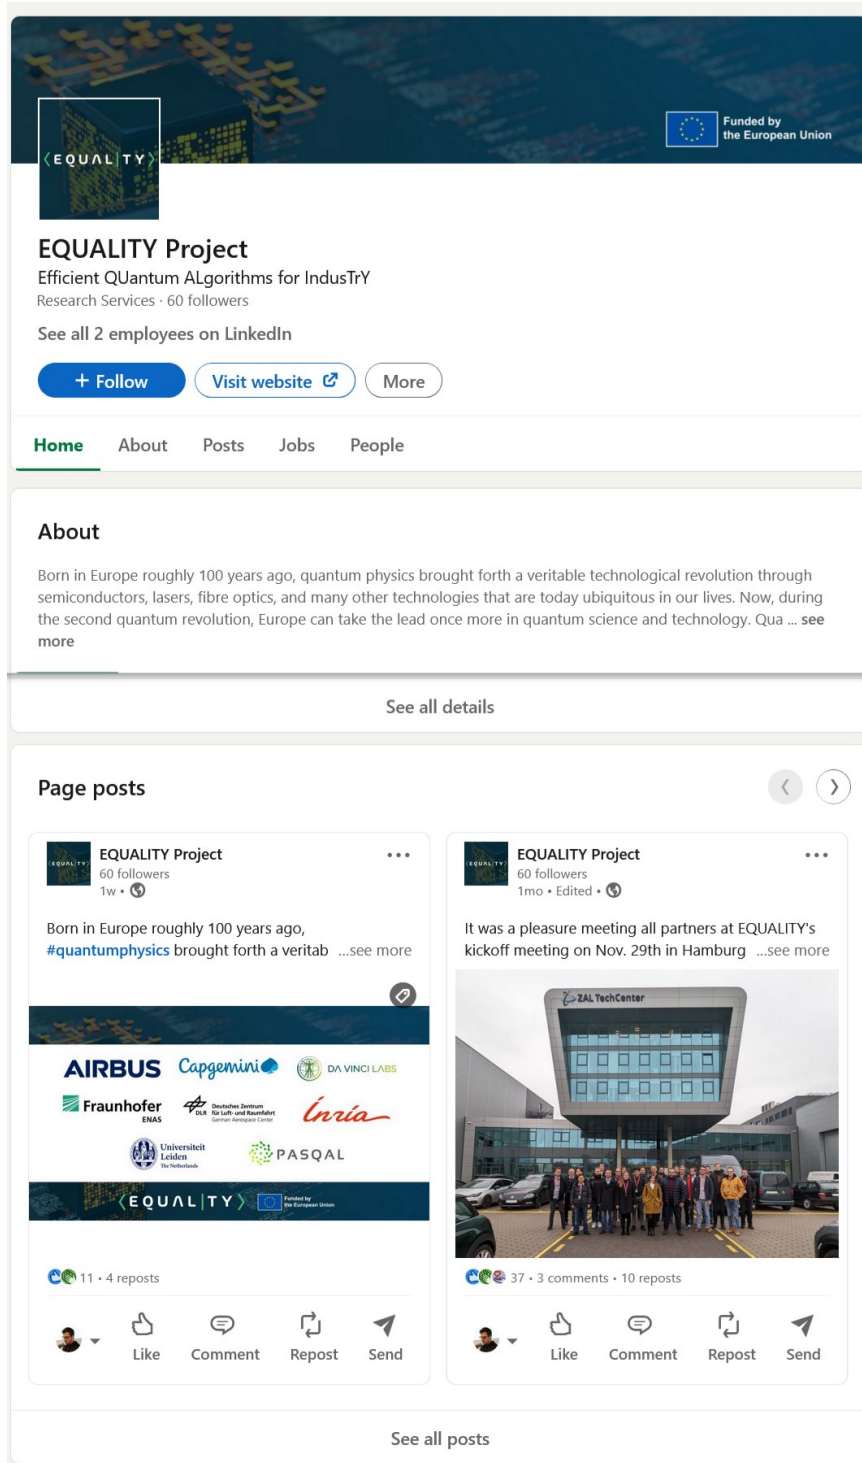 Funded by
the European Union
⟨EQUAL|TY⟩
EQUALITY Project
Efficient QUantum ALgorithms for IndusTrY
Research Services · 60 followers
See all 2 employees on LinkedIn
+ Follow
Visit website
More
Home About Posts Jobs People
About
Born in Europe roughly 100 years ago, quantum physics brought forth a veritable technological revolution through
semiconductors, lasers, fibre optics, and many other technologies that are today ubiquitous in our lives. Now, during
the second quantum revolution, Europe can take the lead once more in quantum science and technology. Qua ... see
more
See all details
Page posts
⟨EQUAL|TY⟩
EQUALITY Project
60 followers
1w •
Born in Europe roughly 100 years ago,
#quantumphysics brought forth a veritab ...see more
AIRBUS Capgemini DA VINCI LABS
Fraunhofer
ENAS
DLR
Deutsches Zentrum
für Luft- und Raumfahrt
German Aerospace Center
Inria
Universiteit
Leiden
The Netherlands
PASQAL
⟨EQUAL|TY⟩
Funded by
the European Union
11 • 4 reposts
Like Comment Repost Send
⟨EQUAL|TY⟩
EQUALITY Project
60 followers
1mo • Edited •
It was a pleasure meeting all partners at EQUALITY's
kickoff meeting on Nov. 29th in Hamburg ...see more
ZAL TechCenter
37 • 3 comments • 10 reposts
Like Comment Repost Send
See all posts